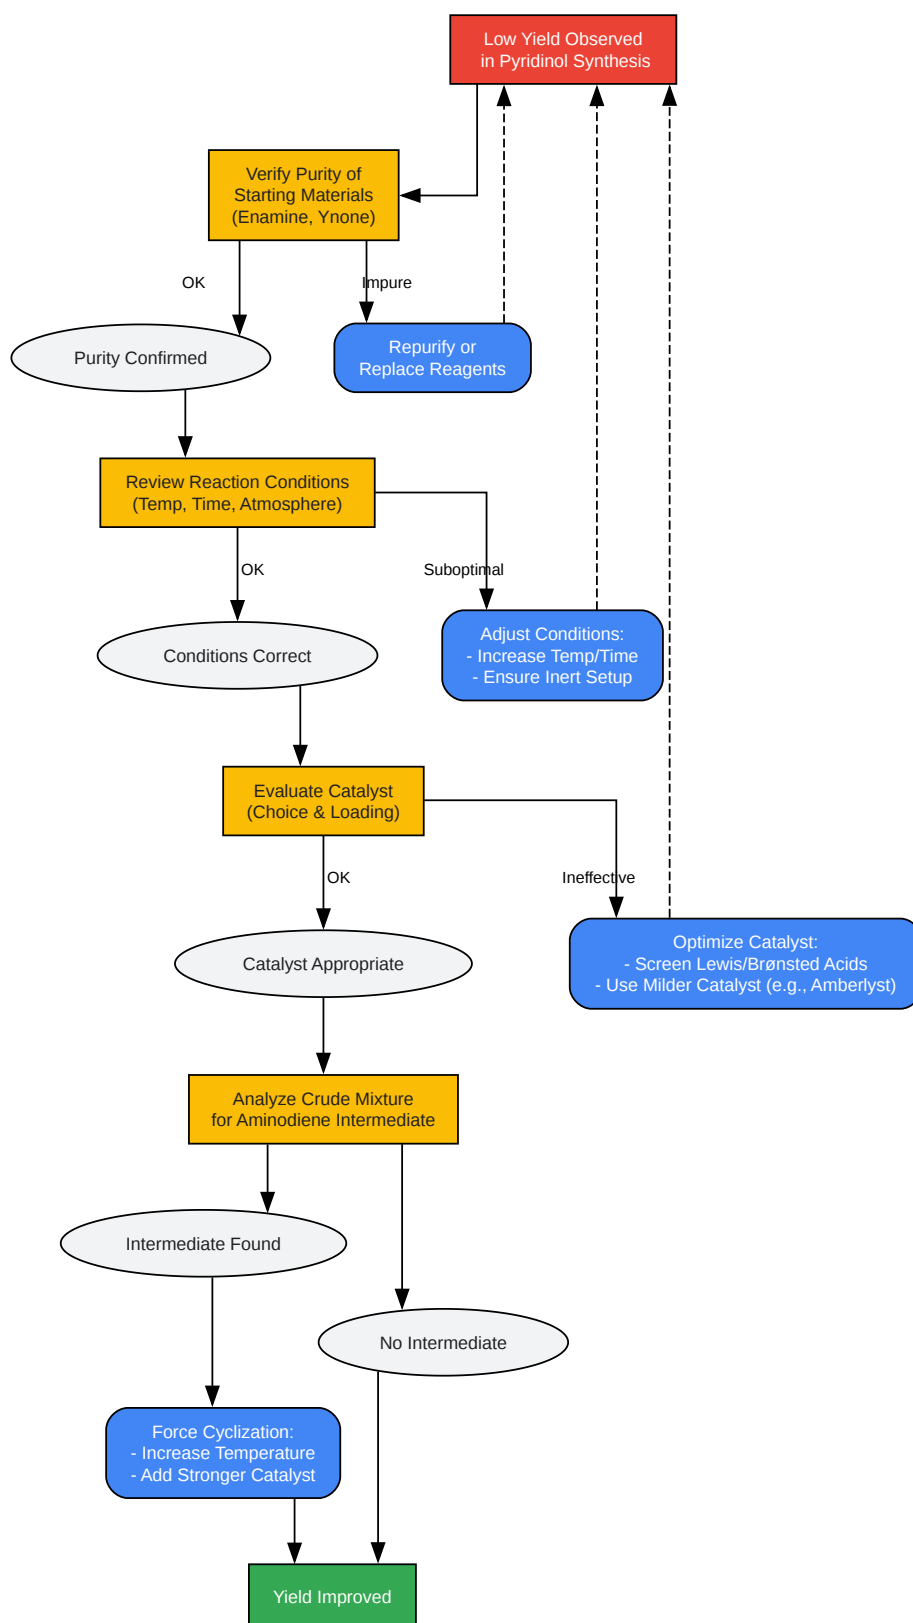 Low Yield Observed
in Pyridinol Synthesis
Verify Purity of
Starting Materials
(Enamine, Ynone)
OK
Impure
Purity Confirmed
Repurify or
Replace Reagents
Review Reaction Conditions
(Temp, Time, Atmosphere)
OK
Suboptimal
Conditions Correct
Adjust Conditions:
- Increase Temp/Time
- Ensure Inert Setup
Evaluate Catalyst
(Choice & Loading)
OK
Ineffective
Catalyst Appropriate
Optimize Catalyst:
- Screen Lewis/Brønsted Acids
- Use Milder Catalyst (e.g., Amberlyst)
Analyze Crude Mixture
for Aminodiene Intermediate
Intermediate Found
No Intermediate
Force Cyclization:
- Increase Temperature
- Add Stronger Catalyst
Yield Improved